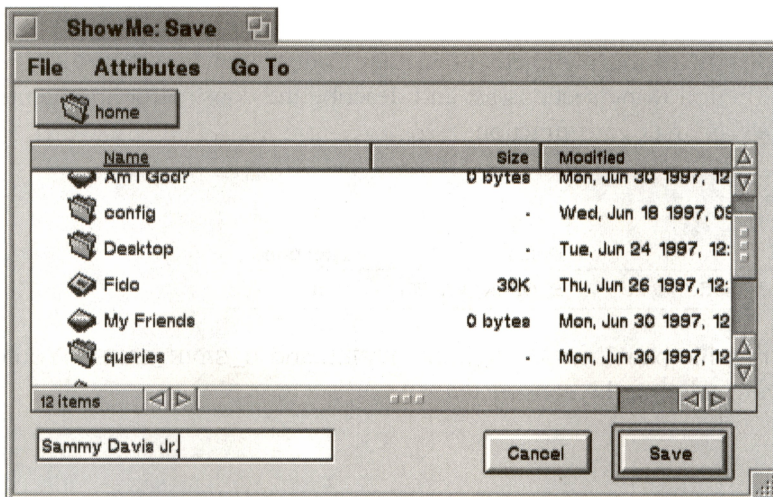 ShowMe: Save
File Attributes Go To
home
Name Size Modified
Am I God? 0 bytes Mon, Jun 30 1997, 12
config - Wed, Jun 18 1997, 09
Desktop - Tue, Jun 24 1997, 12:
Fido 30K Thu, Jun 26 1997, 12:
My Friends 0 bytes Mon, Jun 30 1997, 12
queries - Mon, Jun 30 1997, 12
12 items
Sammy Davis Jr.
Cancel Save